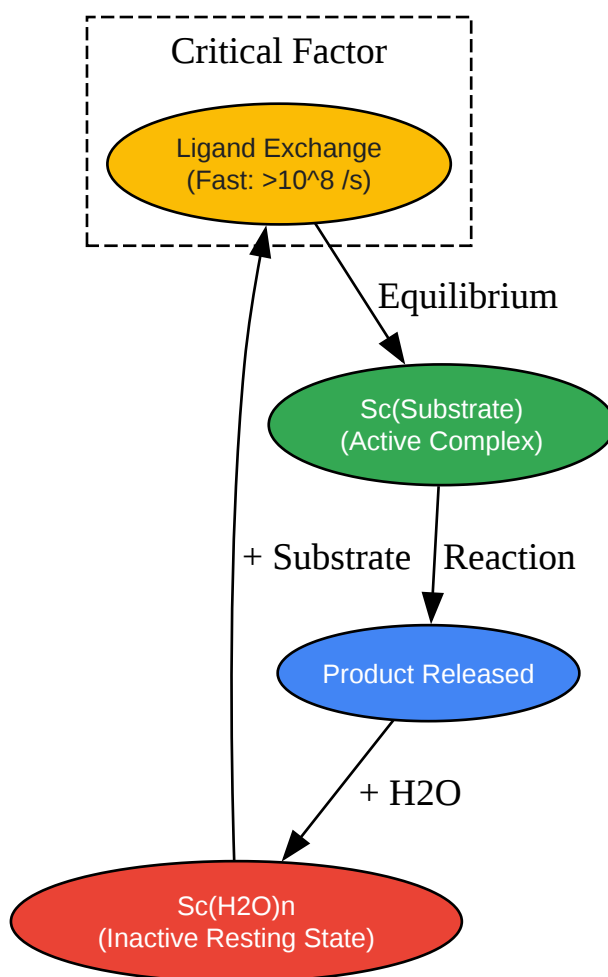 Critical Factor
Ligand Exchange
(Fast: >10^8 /s)
Equilibrium
Sc(Substrate)
(Active Complex)
+ Substrate
Reaction
Product Released
+ H2O
Sc(H2O)n
(Inactive Resting State)